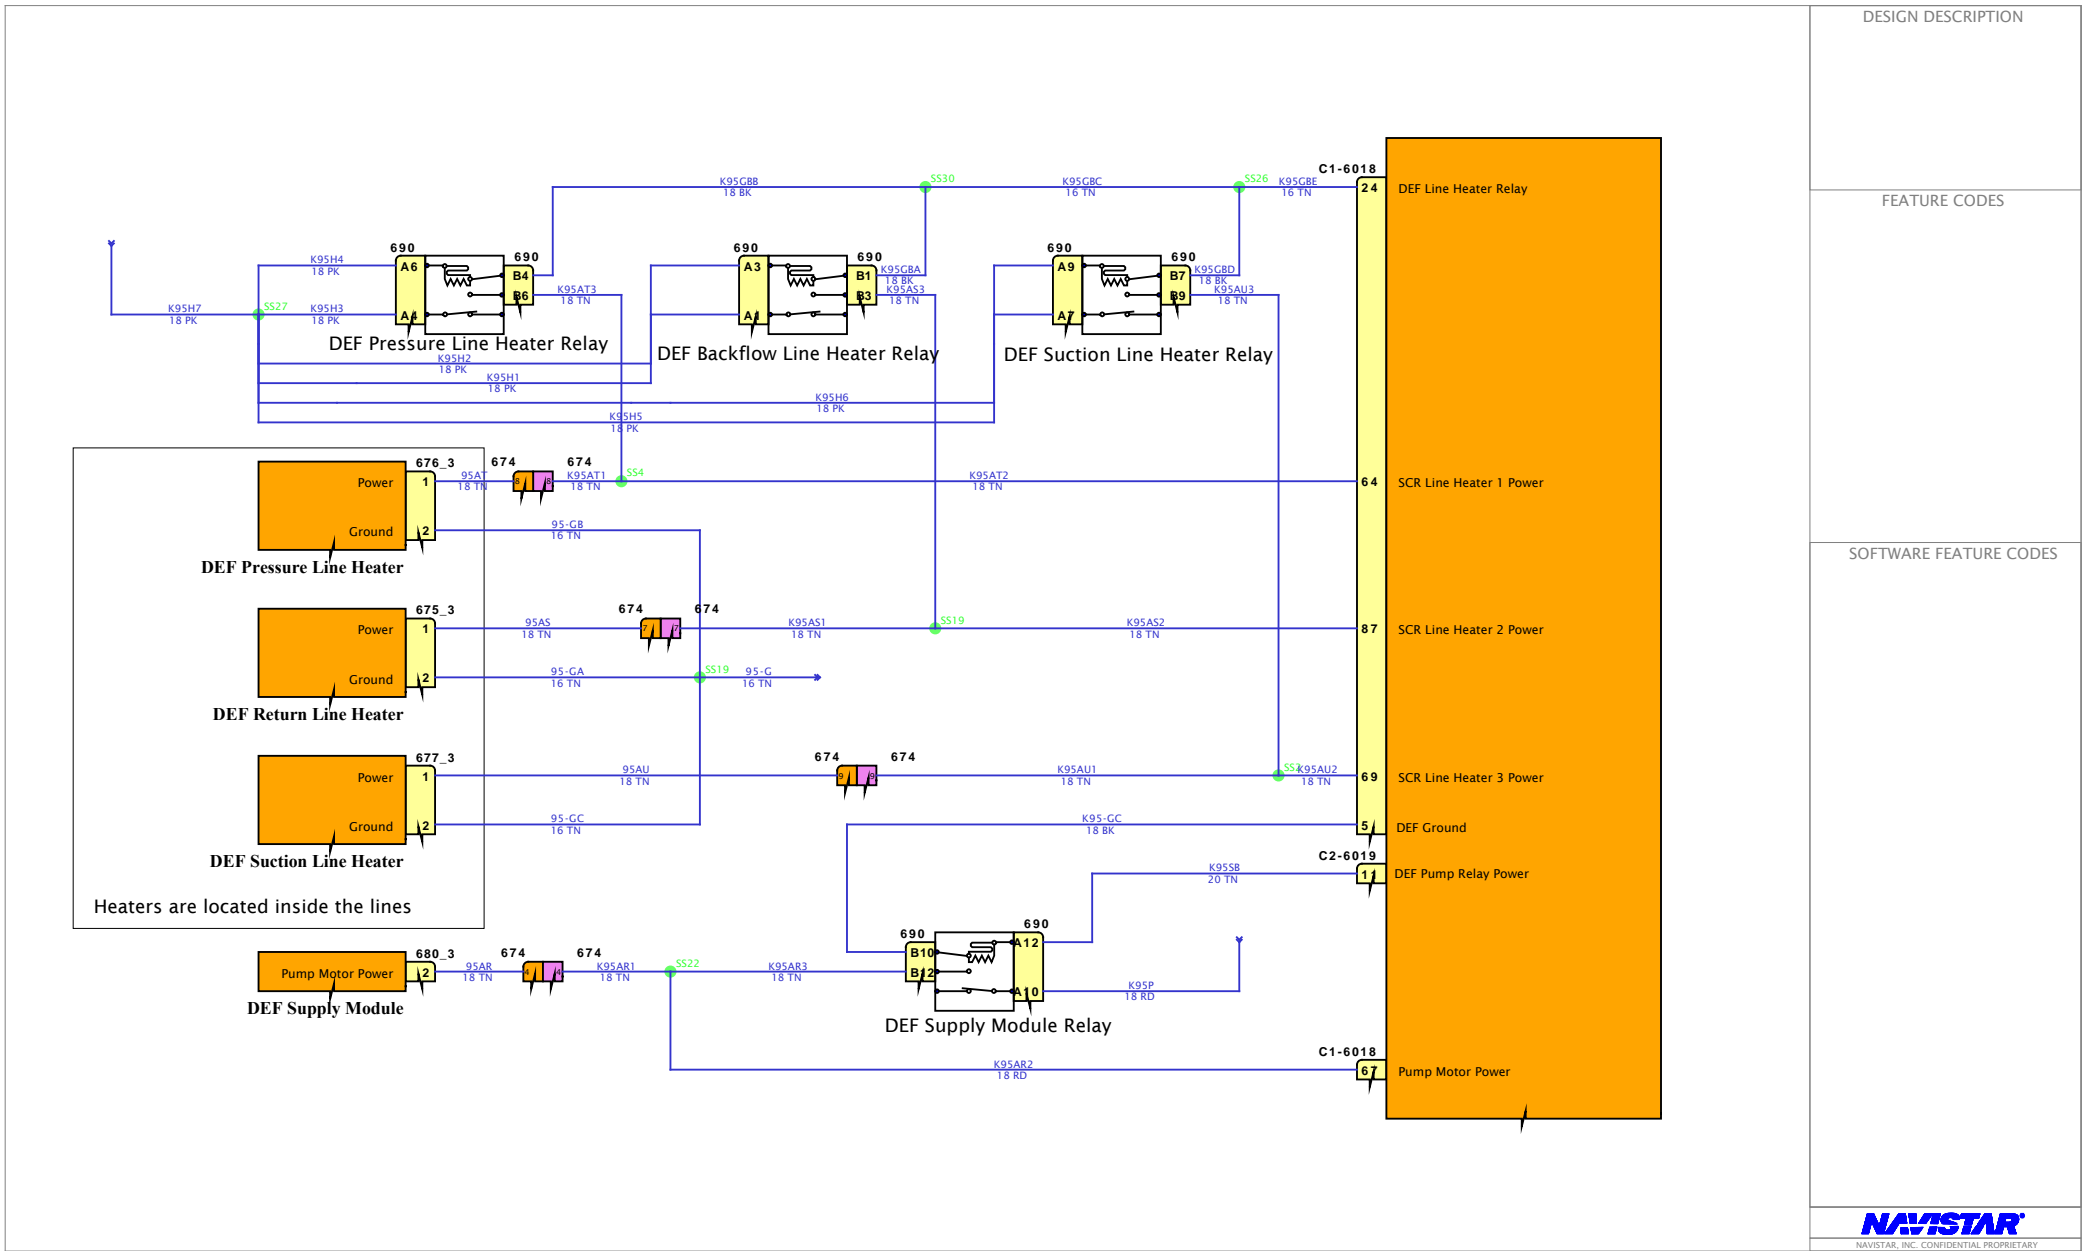 DESIGN DESCRIPTION
FEATURE CODES
SOFTWARE FEATURE CODES
C1-6018
24 DEF Line Heater Relay
K95GBB
18 BK
SS30
K95GBC
16 TN
SS26
K95GBE
16 TN
K95H7
18 PK
SS27
K95H4
18 PK
K95H3
18 PK
690
A6
A4
690
B4
B6
K95AT3
18 TN
DEF Pressure Line Heater Relay
690
A3
A1
690
B1
B3
K95GBA
18 BK
K95AS3
18 TN
DEF Backflow Line Heater Relay
690
A9
A7
690
B7
B9
K95GBD
18 BK
K95AU3
18 TN
DEF Suction Line Heater Relay
K95H2
18 PK
K95H1
18 PK
K95H6
18 PK
K95H5
18 PK
676_3
Power 1
Ground 2
DEF Pressure Line Heater
95AT
18 TN
674
674
8 8
K95AT1
18 TN
SS4
K95AT2
18 TN
64 SCR Line Heater 1 Power
95-GB
16 TN
675_3
Power 1
Ground 2
DEF Return Line Heater
95AS
18 TN
674
674
7 7
K95AS1
18 TN
SS19
K95AS2
18 TN
87 SCR Line Heater 2 Power
95-GA
16 TN
SS19
95-G
16 TN
677_3
Power 1
Ground 2
DEF Suction Line Heater
95AU
18 TN
674
674
9 9
K95AU1
18 TN
K95AU2
18 TN
69 SCR Line Heater 3 Power
95-GC
16 TN
K95-GC
18 BK
5 DEF Ground
C2-6019
11 DEF Pump Relay Power
K95SB
20 TN
Heaters are located inside the lines
680_3
Pump Motor Power 2
DEF Supply Module
95AR
18 TN
674
674
4 4
K95AR1
18 TN
SS22
K95AR3
18 TN
690
B10
B12
690
A12
A10
K95P
18 RD
DEF Supply Module Relay
K95AR2
18 RD
C1-6018
67 Pump Motor Power
NAVISTAR
NAVISTAR, INC. CONFIDENTIAL PROPRIETARY